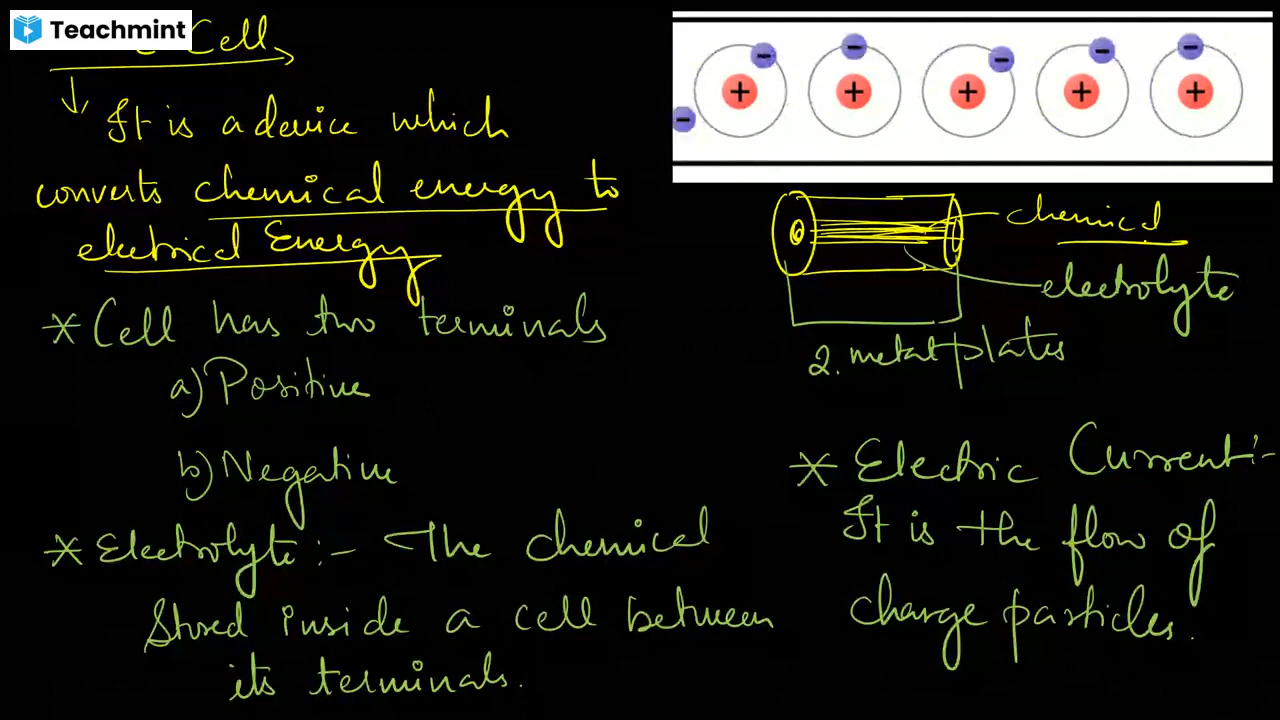 Teachmint
Cell
It is a device which
converts chemical energy to
electrical Energy
* Cell has two terminals
a) Positive
b) Negative
* Electrolyte :- The chemical
Stored inside a cell between
its terminals.
+ + + + +
- - - - - -
chemical
electrolyte
2. metal plates
* Electric Current :-
It is the flow of
charge particles.